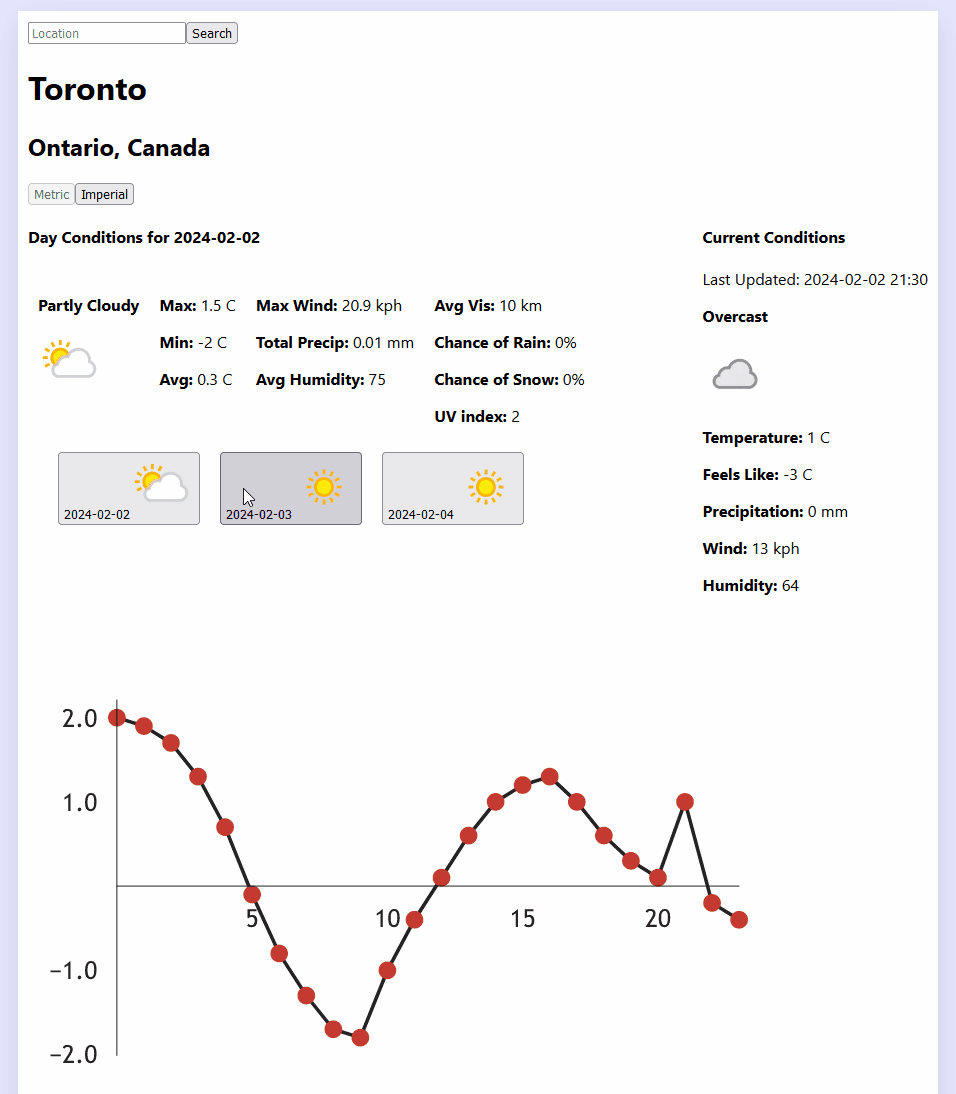 Location Search
Toronto
Ontario, Canada
Metric Imperial
Day Conditions for 2024-02-02
Partly Cloudy
Max: 1.5 C
Min: -2 C
Avg: 0.3 C
Max Wind: 20.9 kph
Total Precip: 0.01 mm
Avg Humidity: 75
Avg Vis: 10 km
Chance of Rain: 0%
Chance of Snow: 0%
UV index: 2
2024-02-02
2024-02-03
2024-02-04
Current Conditions
Last Updated: 2024-02-02 21:30
Overcast
Temperature: 1 C
Feels Like: -3 C
Precipitation: 0 mm
Wind: 13 kph
Humidity: 64
2.0
1.0
5 10 15 20
−1.0
−2.0